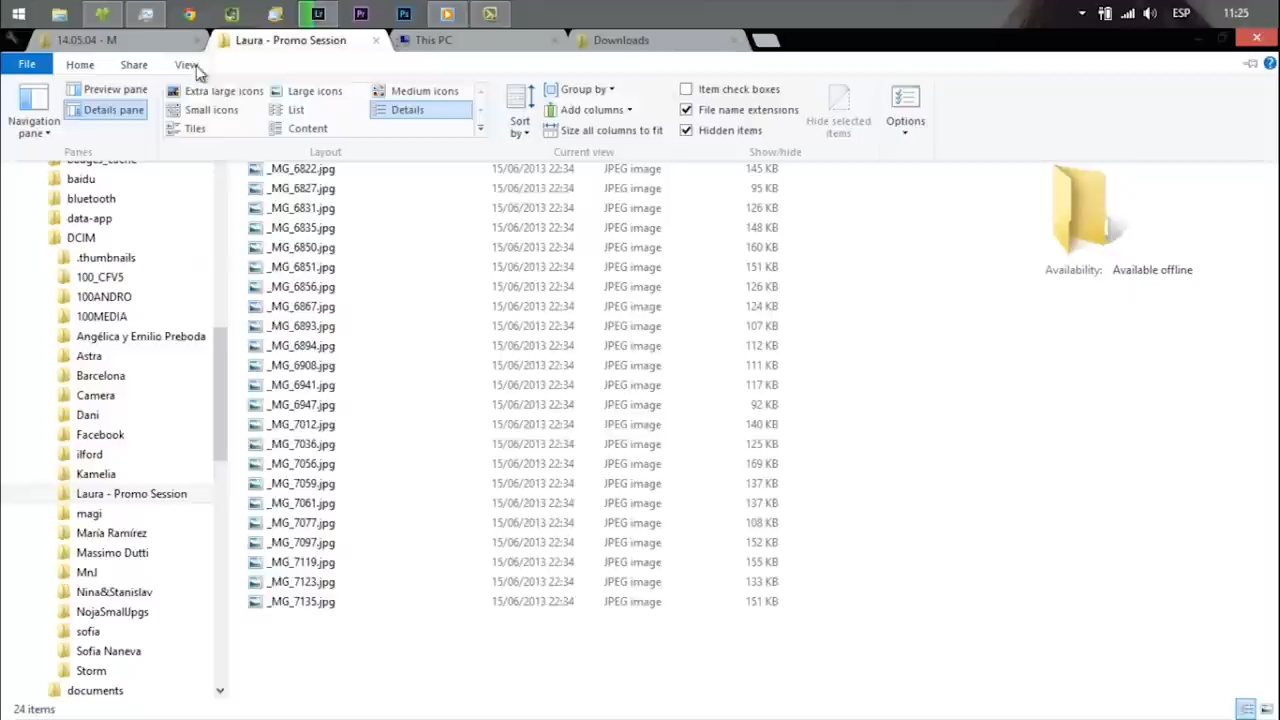 Lr
Pr
Ps
ESP
11:25
14.05.04 - M
Laura - Promo Session
This PC
Downloads
File
Home
Share
View
Navigation pane
Preview pane
Details pane
Panes
Extra large icons
Large icons
Medium icons
Small icons
List
Details
Tiles
Content
Layout
Sort by
Group by
Add columns
Size all columns to fit
Current view
Item check boxes
File name extensions
Hidden items
Hide selected items
Show/hide
Options
baidu
bluetooth
data-app
DCIM
.thumbnails
100_CFV5
100ANDRO
100MEDIA
Angélica y Emilio Preboda
Astra
Barcelona
Camera
Dani
Facebook
ilford
Kamelia
Laura - Promo Session
magi
María Ramírez
Massimo Dutti
MnJ
Nina&Stanislav
NojaSmallJpgs
sofia
Sofia Naneva
Storm
documents
_MG_6822.jpg 15/06/2013 22:34 JPEG image 145 KB
_MG_6827.jpg 15/06/2013 22:34 JPEG image 95 KB
_MG_6831.jpg 15/06/2013 22:34 JPEG image 126 KB
_MG_6835.jpg 15/06/2013 22:34 JPEG image 148 KB
_MG_6850.jpg 15/06/2013 22:34 JPEG image 160 KB
_MG_6851.jpg 15/06/2013 22:34 JPEG image 151 KB
_MG_6856.jpg 15/06/2013 22:34 JPEG image 126 KB
_MG_6867.jpg 15/06/2013 22:34 JPEG image 124 KB
_MG_6893.jpg 15/06/2013 22:34 JPEG image 107 KB
_MG_6894.jpg 15/06/2013 22:34 JPEG image 112 KB
_MG_6908.jpg 15/06/2013 22:34 JPEG image 111 KB
_MG_6941.jpg 15/06/2013 22:34 JPEG image 117 KB
_MG_6947.jpg 15/06/2013 22:34 JPEG image 92 KB
_MG_7012.jpg 15/06/2013 22:34 JPEG image 140 KB
_MG_7036.jpg 15/06/2013 22:34 JPEG image 125 KB
_MG_7056.jpg 15/06/2013 22:34 JPEG image 169 KB
_MG_7059.jpg 15/06/2013 22:34 JPEG image 137 KB
_MG_7061.jpg 15/06/2013 22:34 JPEG image 137 KB
_MG_7077.jpg 15/06/2013 22:34 JPEG image 108 KB
_MG_7097.jpg 15/06/2013 22:34 JPEG image 152 KB
_MG_7119.jpg 15/06/2013 22:34 JPEG image 155 KB
_MG_7123.jpg 15/06/2013 22:34 JPEG image 133 KB
_MG_7135.jpg 15/06/2013 22:34 JPEG image 151 KB
Availability: Available offline
24 items